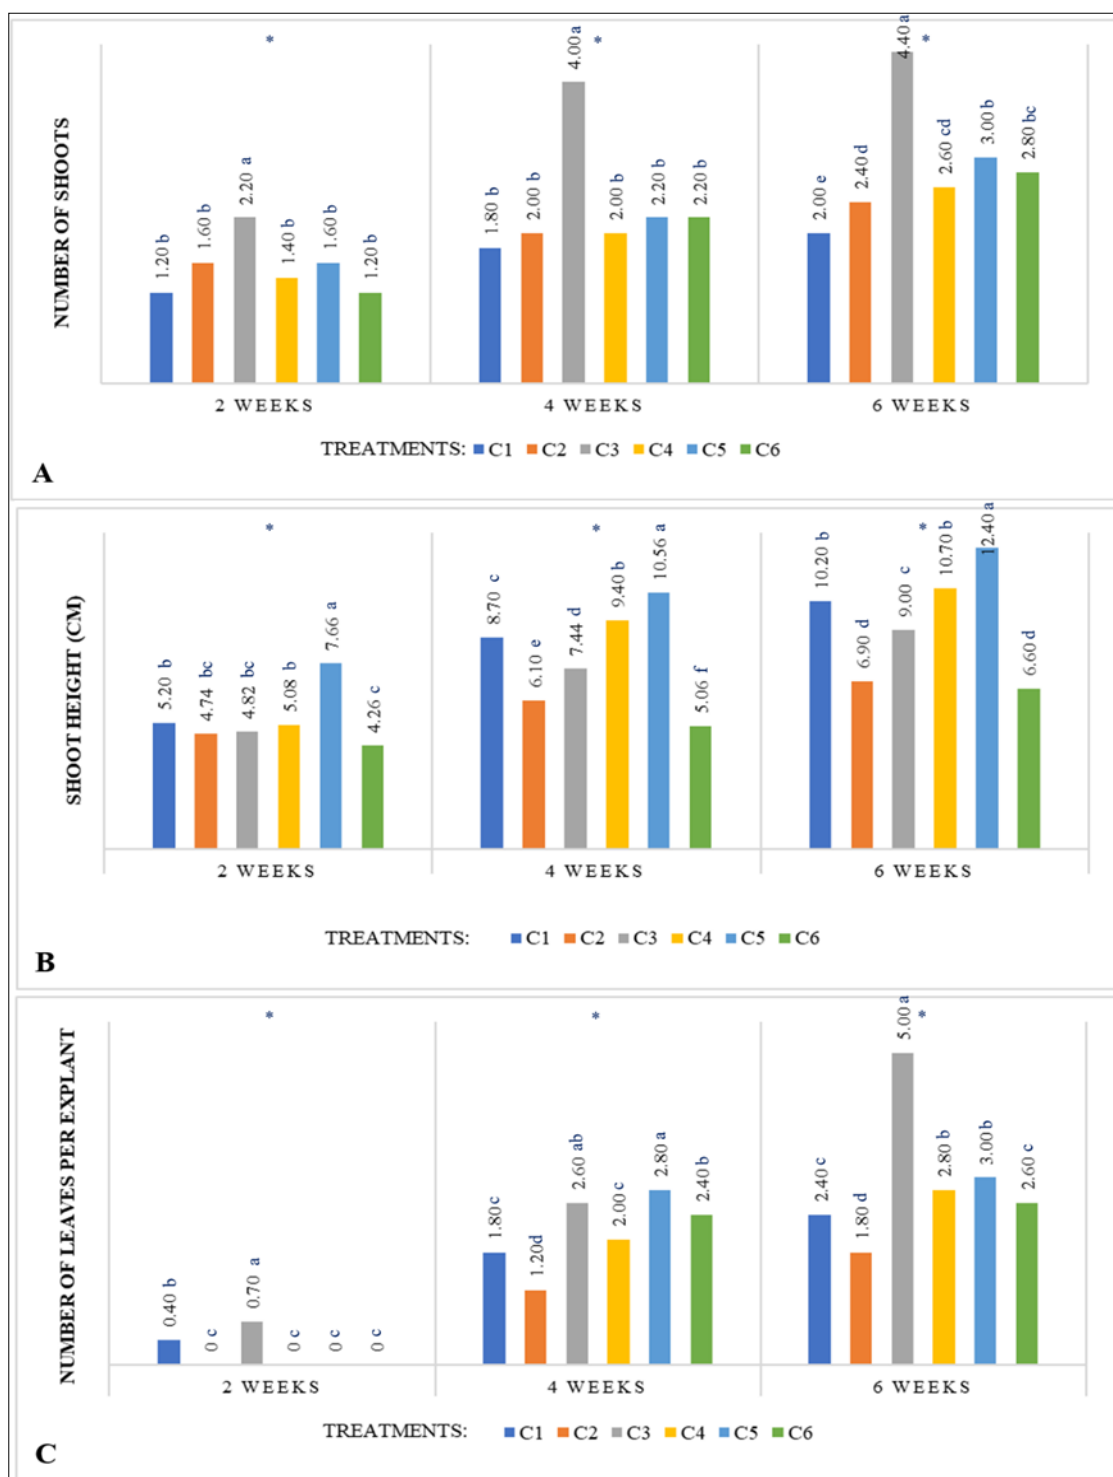 * * *
NUMBER OF SHOOTS
1.20 b 1.60 b 2.20 a 1.40 b 1.60 b 1.20 b
1.80 b 2.00 b 4.00 a 2.00 b 2.20 b 2.20 b
2.00 e 2.40 d 4.40 a 2.60 cd 3.00 b 2.80 bc
2 WEEKS 4 WEEKS 6 WEEKS
TREATMENTS: C1 C2 C3 C4 C5 C6
A
* * *
SHOOT HEIGHT (CM)
5.20 b 4.74 bc 4.82 bc 5.08 b 7.66 a 4.26 c
8.70 c 6.10 e 7.44 d 9.40 b 10.56 a 5.06 f
10.20 b 6.90 d 9.00 c 10.70 b 12.40 a 6.60 d
2 WEEKS 4 WEEKS 6 WEEKS
TREATMENTS: C1 C2 C3 C4 C5 C6
B
* * *
NUMBER OF LEAVES PER EXPLANT
0.40 b 0 c 0.70 a 0 c 0 c 0 c
1.80 c 1.20 d 2.60 ab 2.00 c 2.80 a 2.40 b
2.40 c 1.80 d 5.00 a 2.80 b 3.00 b 2.60 c
2 WEEKS 4 WEEKS 6 WEEKS
TREATMENTS: C1 C2 C3 C4 C5 C6
C